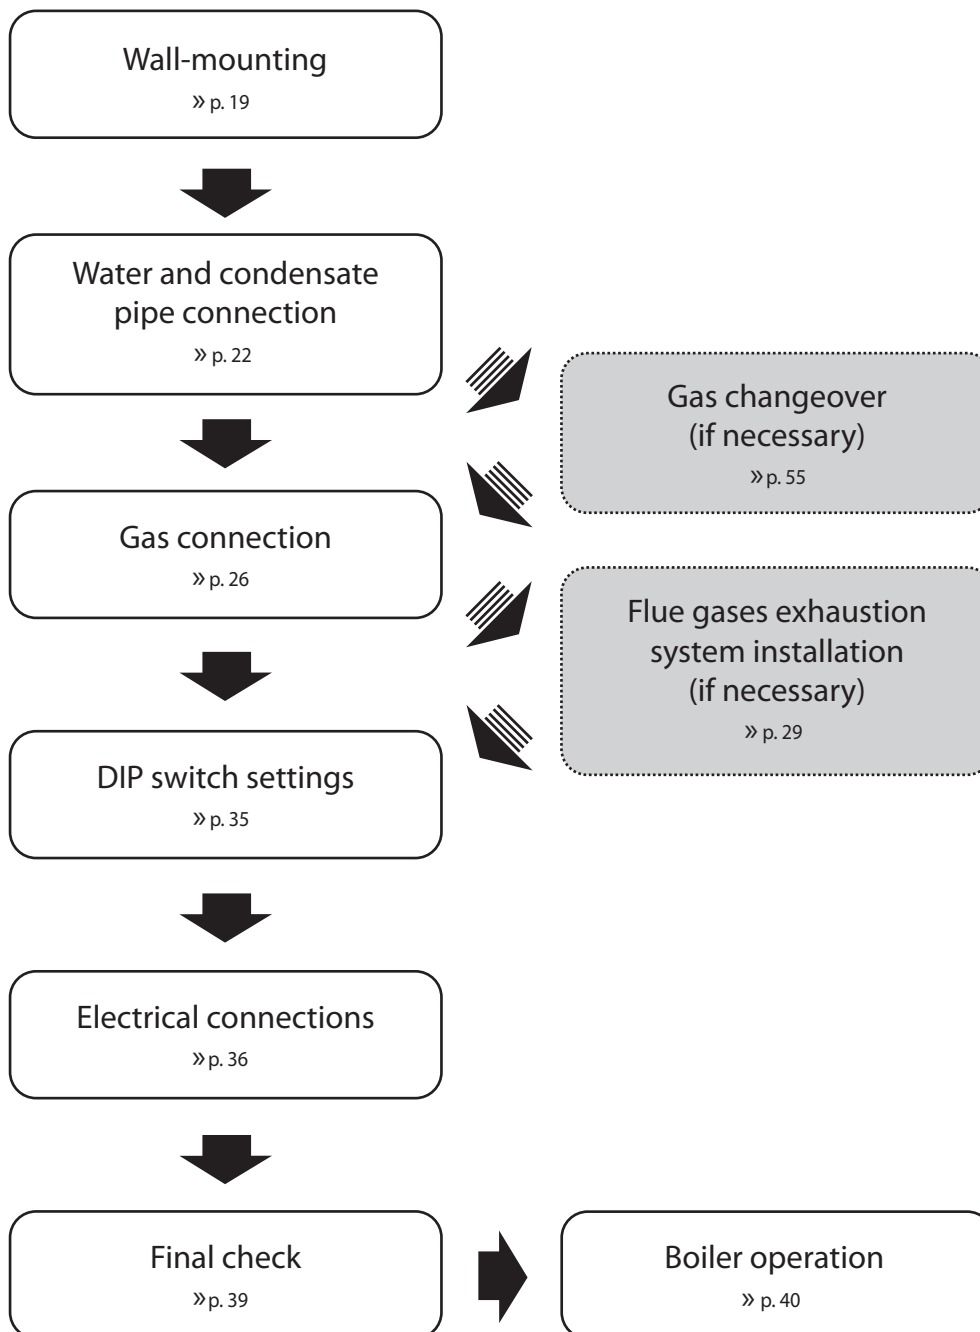 Wall-mounting
» p. 19
Water and condensate
pipe connection
» p. 22
Gas changeover
(if necessary)
» p. 55
Gas connection
» p. 26
Flue gases exhaustion
system installation
(if necessary)
» p. 29
DIP switch settings
» p. 35
Electrical connections
» p. 36
Final check
» p. 39
Boiler operation
» p. 40